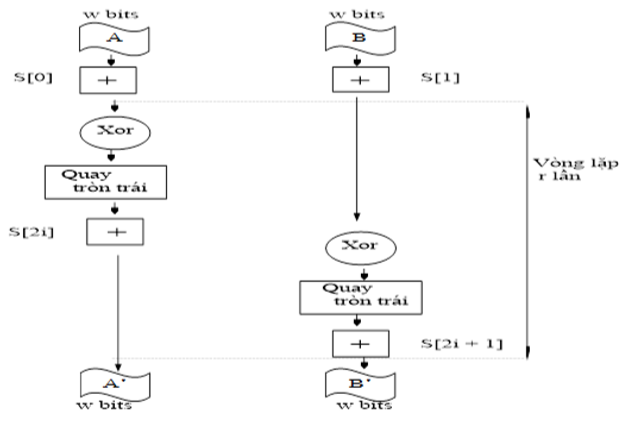 w bits
w bits
A
B
S[0]
+
+
S[1]
Xor
Vòng lặp
r lân
Quay
tròn trái
S[2i]
+
Xor
Quay
tròn trái
+
S[2i + 1]
A'
B'
w bits
w bits